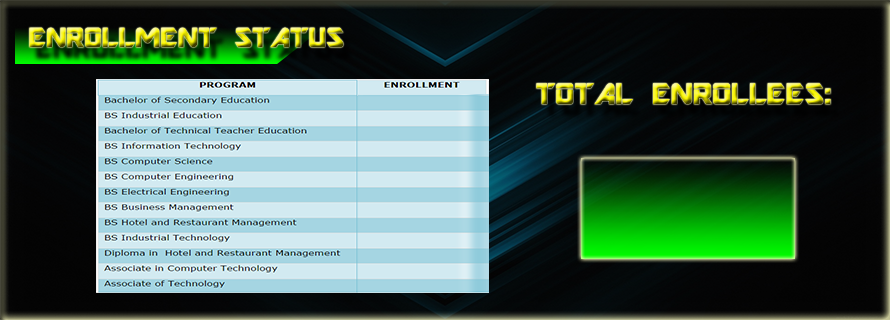 ENROLLMENT STATUS
PROGRAM ENROLLMENT
Bachelor of Secondary Education
BS Industrial Education
Bachelor of Technical Teacher Education
BS Information Technology
BS Computer Science
BS Computer Engineering
BS Electrical Engineering
BS Business Management
BS Hotel and Restaurant Management
BS Industrial Technology
Diploma in Hotel and Restaurant Management
Associate in Computer Technology
Associate of Technology
TOTAL ENROLLEES: